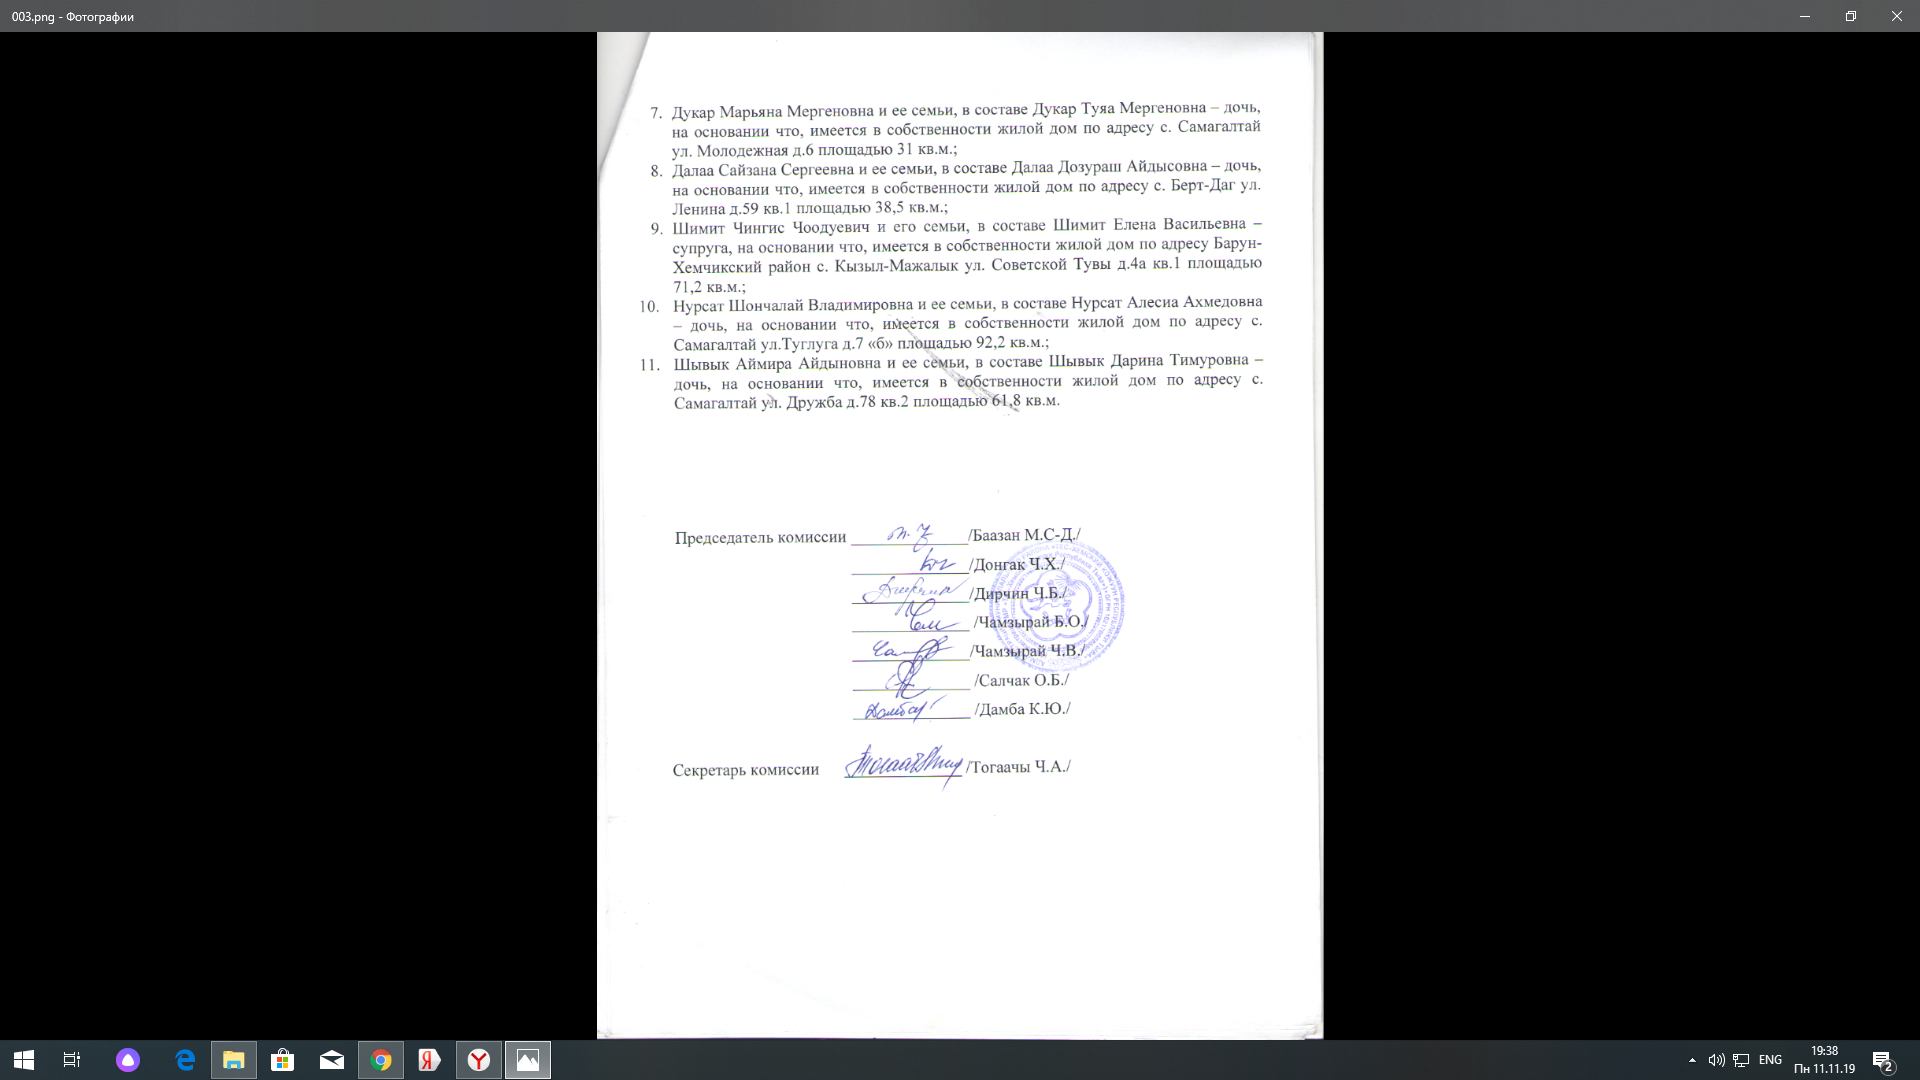 003.png - Фотографии
7. Дукар Марьяна Мергеновна и ее семьи, в составе Дукар Туяа Мергеновна – дочь,
на основании что, имеется в собственности жилой дом по адресу с. Самагалтай
ул. Молодежная д.6 площадью 31 кв.м.;
8. Далаа Сайзана Сергеевна и ее семьи, в составе Далаа Дозураш Айдысовна – дочь,
на основании что, имеется в собственности жилой дом по адресу с. Берт-Даг ул.
Ленина д.59 кв.1 площадью 38,5 кв.м.;
9. Шимит Чингис Чоодуевич и его семьи, в составе Шимит Елена Васильевна –
супруга, на основании что, имеется в собственности жилой дом по адресу Барун-
Хемчикский район с. Кызыл-Мажалык ул. Советской Тувы д.4а кв.1 площадью
71,2 кв.м.;
10. Нурсат Шончалай Владимировна и ее семьи, в составе Нурсат Алесиа Ахмедовна
– дочь, на основании что, имеется в собственности жилой дом по адресу с.
Самагалтай ул.Туглуга д.7 «б» площадью 92,2 кв.м.;
11. Шывык Аймира Айдыновна и ее семьи, в составе Шывык Дарина Тимуровна –
дочь, на основании что, имеется в собственности жилой дом по адресу с.
Самагалтай ул. Дружба д.78 кв.2 площадью 61,8 кв.м.
Председатель комиссии /Баазан М.С-Д./
/Донгак Ч.Х./
/Дирчин Ч.Б./
/Чамзырай Б.О./
/Чамзырай Ч.В./
/Салчак О.Б./
/Дамба К.Ю./
Секретарь комиссии /Тогаачы Ч.А./
ENG
19:38
Пн 11.11.19
2